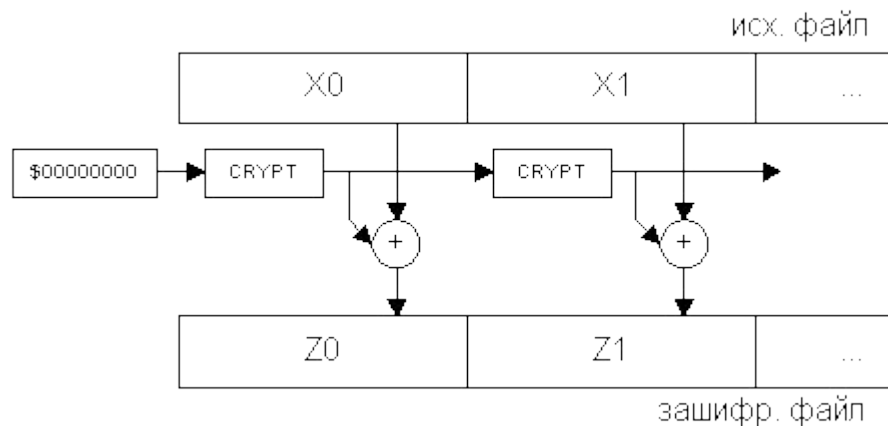 исх. файл
X0 X1 ...
$00000000 CRYPT CRYPT
+ +
Z0 Z1 ...
зашифр. файл